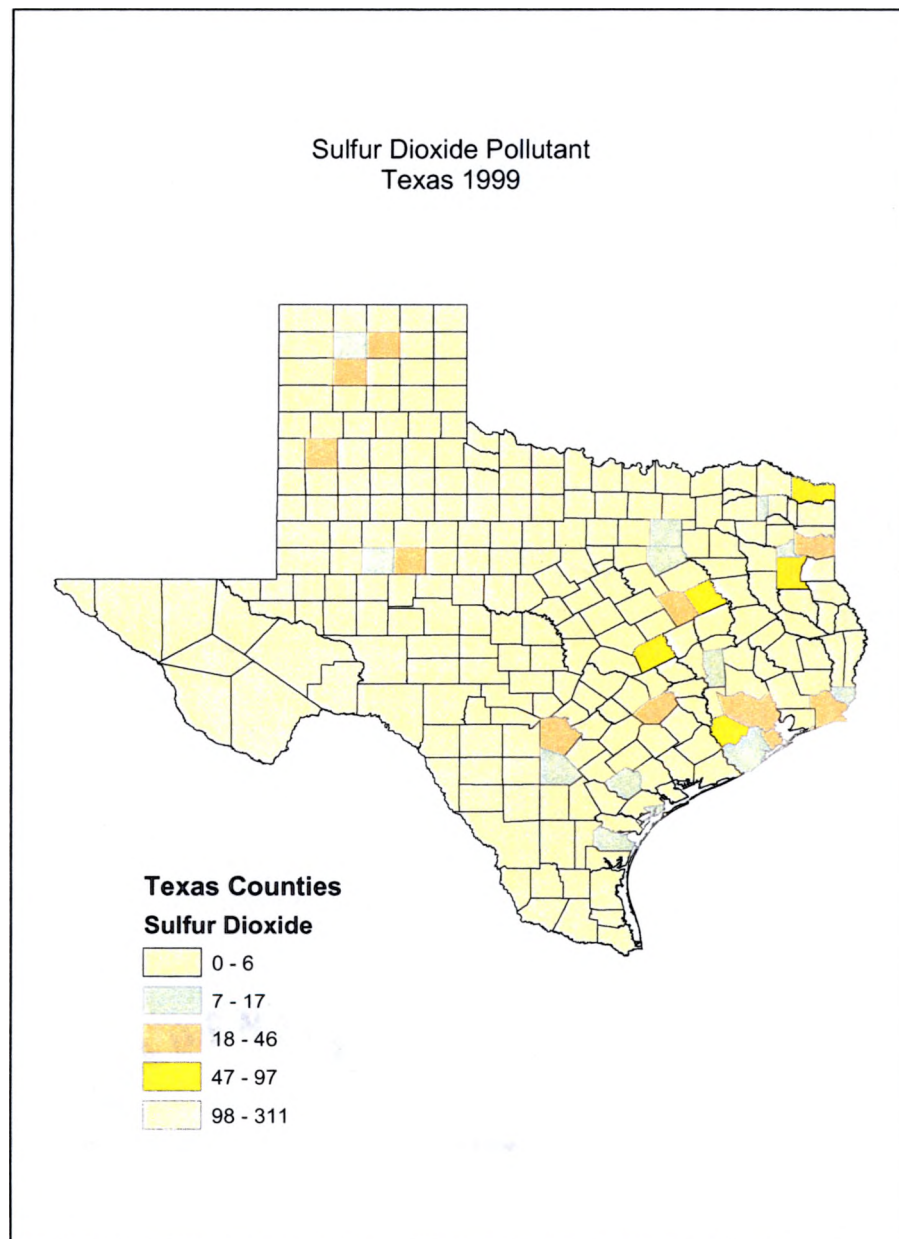 Sulfur Dioxide Pollutant
Texas 1999
Texas Counties
Sulfur Dioxide
0 - 6
7 - 17
18 - 46
47 - 97
98 - 311